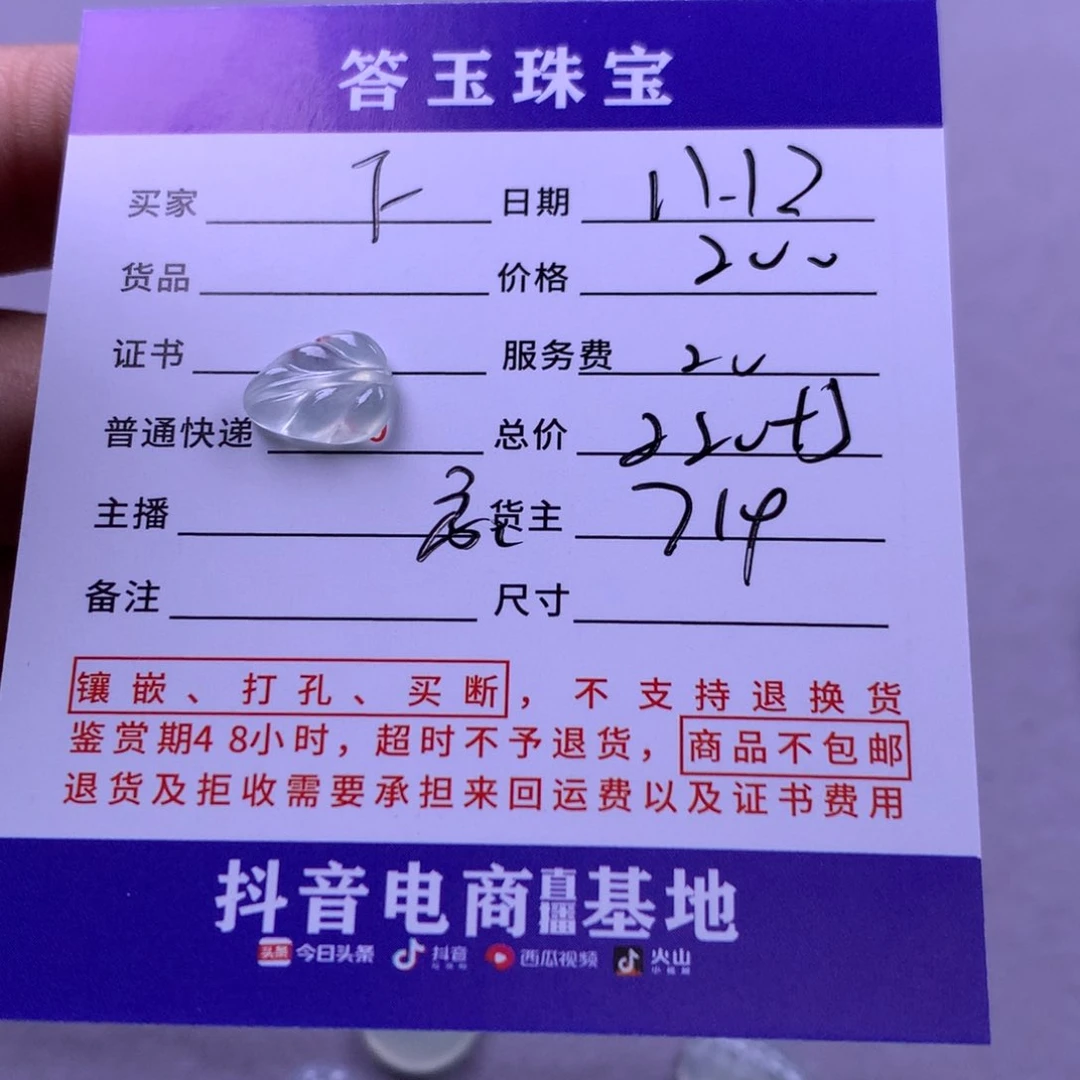 答玉珠宝
买家 下 日期 11-12
货品 价格 200
证书 服务费 20
普通快递 总价
主播 货主 714
备注 尺寸
镶嵌、打孔、买断，不支持退换货
鉴赏期48小时，超时不予退货，商品不包邮
退货及拒收需要承担来回运费以及证书费用
抖音电商直播基地
头条 今日头条 抖音 西瓜视频 火山